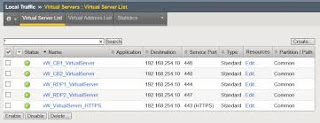 Local Traffic » Virtual Servers : Virtual Server List
Virtual Server List Virtual Address List Statistics
* Search Create...
Status Name Application Destination Service Port Type Resources Partition / Path
192.168.254.10 446 Standard Edit... Common
192.168.254.10 448 Standard Edit... Common
vW_RDP1_VirtualServer 192.168.254.10 445 Standard Edit... Common
vW_RDP2_VirtualServer 192.168.254.10 447 Standard Edit... Common
vW_VirtualServer_HTTPS 192.168.254.10 443 (HTTPS) Standard Edit... Common
Enable Disable Delete...